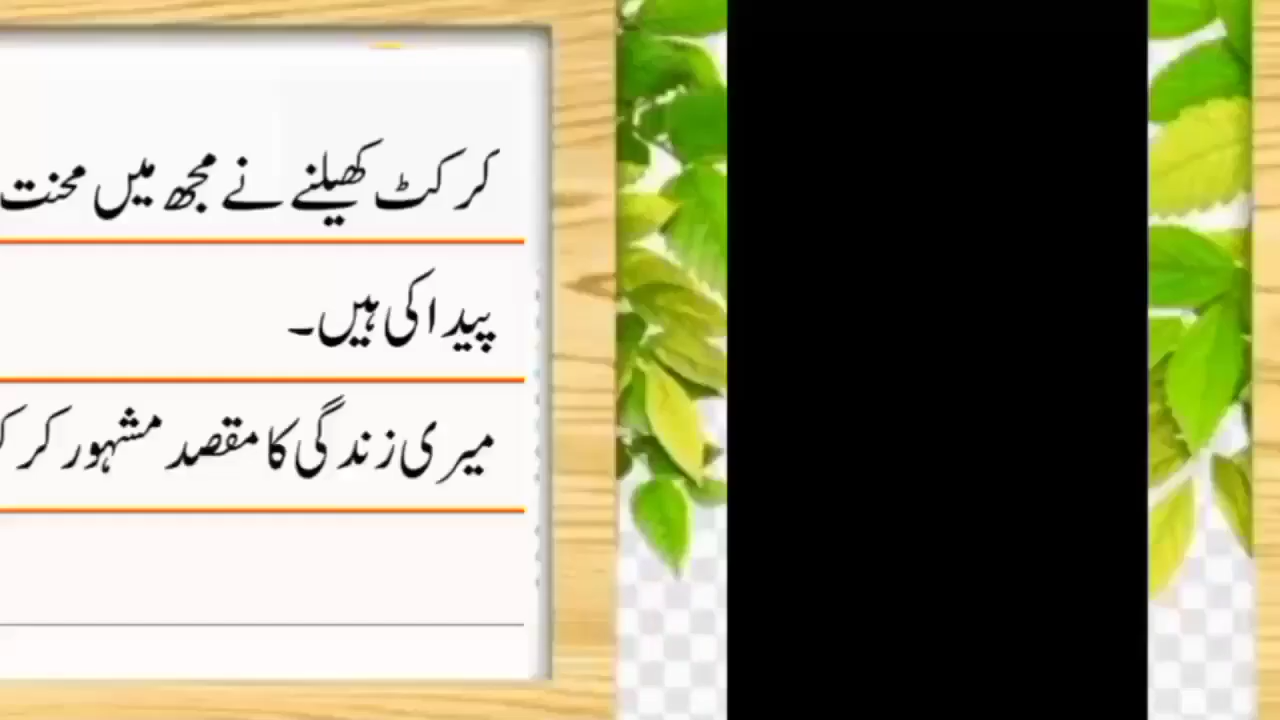 کرکٹ کھیلنے نے مجھ میں محنت
پیدا کی ہیں۔
میری زندگی کا مقصد مشہور کر